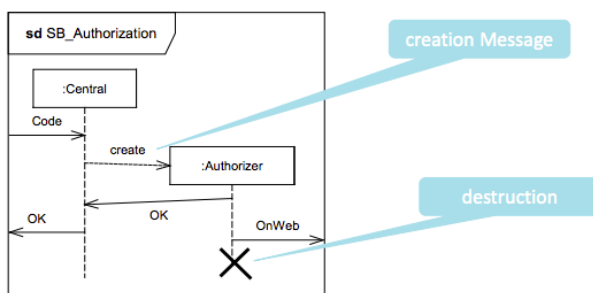 sd SB_Authorization
creation Message
:Central
Code
create
:Authorizer
destruction
OK
OK
OnWeb